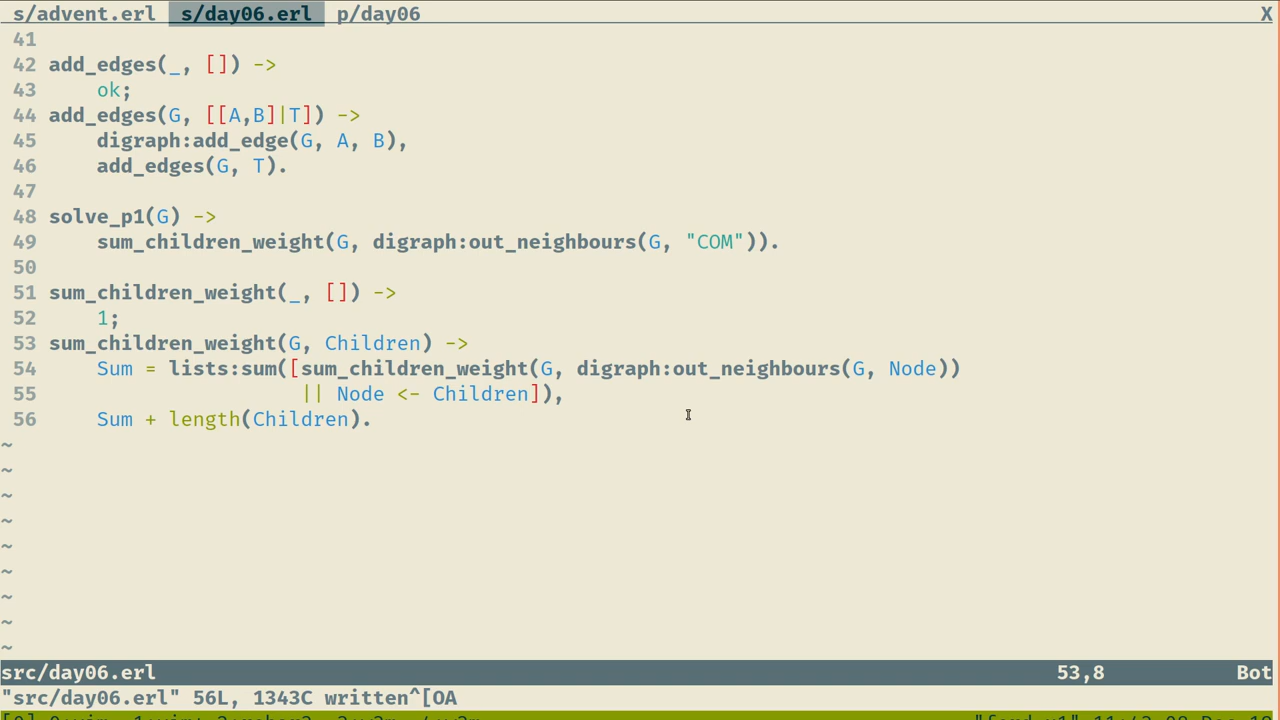 s/advent.erl s/day06.erl p/day06 X
41
42 add_edges(_, []) ->
43     ok;
44 add_edges(G, [[A,B]|T]) ->
45     digraph:add_edge(G, A, B),
46     add_edges(G, T).
47
48 solve_p1(G) ->
49     sum_children_weight(G, digraph:out_neighbours(G, "COM")).
50
51 sum_children_weight(_, []) ->
52     1;
53 sum_children_weight(G, Children) ->
54     Sum = lists:sum([sum_children_weight(G, digraph:out_neighbours(G, Node))
55                      || Node <- Children]),
56     Sum + length(Children).
~
~
~
~
~
~
~
~
~
src/day06.erl 53,8 Bot
"src/day06.erl" 56L, 1343C written^[OA